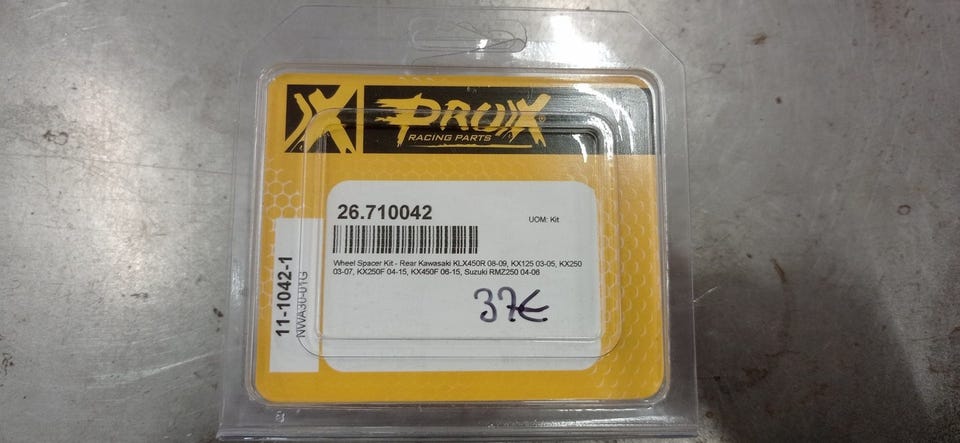 PROX®
RACING PARTS
26.710042
UOM: Kit
Wheel Spacer Kit - Rear Kawasaki KLX450R 08-09, KX125 03-05, KX250
03-07, KX250F 04-15, KX450F 06-15, Suzuki RMZ250 04-06
37€
11-1042-1
NWA30-01G